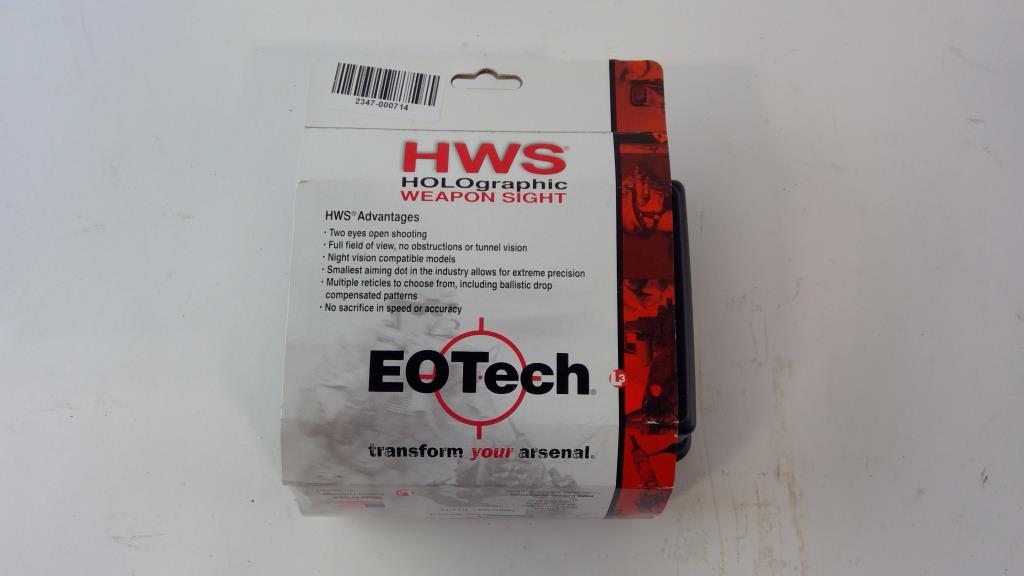 2347-000714
HWS®
HOLOgraphic
WEAPON SIGHT
HWS® Advantages
· Two eyes open shooting
· Full field of view, no obstructions or tunnel vision
· Night vision compatible models
· Smallest aiming dot in the industry allows for extreme precision
· Multiple reticles to choose from, including ballistic drop
compensated patterns
· No sacrifice in speed or accuracy
EOTech®
L3
transform your arsenal®